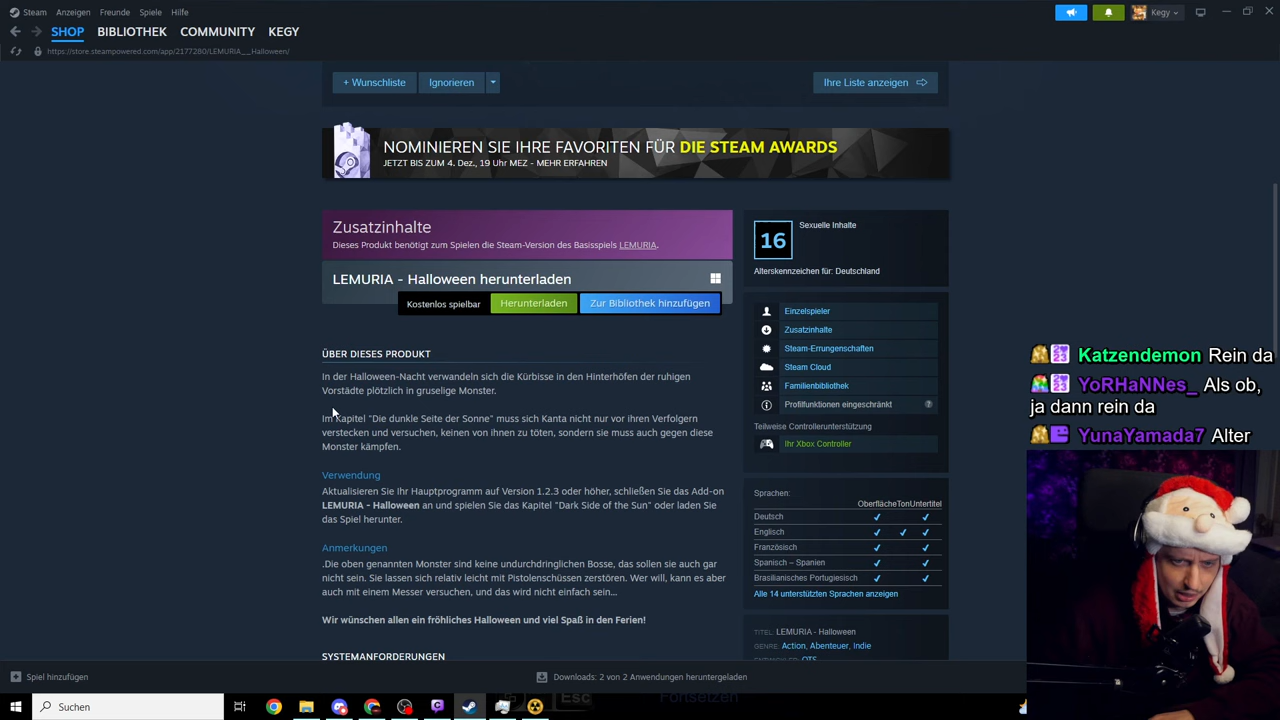 Steam Anzeigen Freunde Spiele Hilfe
Kegy
SHOP BIBLIOTHEK COMMUNITY KEGY
https://store.steampowered.com/app/2177280/LEMURIA__Halloween/
+ Wunschliste
Ignorieren
Ihre Liste anzeigen
NOMINIEREN SIE IHRE FAVORITEN FÜR DIE STEAM AWARDS
JETZT BIS ZUM 4. Dez., 19 Uhr MEZ - MEHR ERFAHREN
Zusatzinhalte
Dieses Produkt benötigt zum Spielen die Steam-Version des Basisspiels LEMURIA.
LEMURIA - Halloween herunterladen
Kostenlos spielbar
Herunterladen
Zur Bibliothek hinzufügen
ÜBER DIESES PRODUKT
In der Halloween-Nacht verwandeln sich die Kürbisse in den Hinterhöfen der ruhigen
Vorstädte plötzlich in gruselige Monster.
Im Kapitel "Die dunkle Seite der Sonne" muss sich Kanta nicht nur vor ihren Verfolgern
verstecken und versuchen, keinen von ihnen zu töten, sondern sie muss auch gegen diese
Monster kämpfen.
Verwendung
Aktualisieren Sie Ihr Hauptprogramm auf Version 1.2.3 oder höher, schließen Sie das Add-on
LEMURIA - Halloween an und spielen Sie das Kapitel "Dark Side of the Sun" oder laden Sie
das Spiel herunter.
Anmerkungen
.Die oben genannten Monster sind keine undurchdringlichen Bosse, das sollen sie auch gar
nicht sein. Sie lassen sich relativ leicht mit Pistolenschüssen zerstören. Wer will, kann es aber
auch mit einem Messer versuchen, und das wird nicht einfach sein...
Wir wünschen allen ein fröhliches Halloween und viel Spaß in den Ferien!
SYSTEMANFORDERUNGEN
16
Sexuelle Inhalte
Alterskennzeichen für: Deutschland
Einzelspieler
Zusatzinhalte
Steam-Errungenschaften
Steam Cloud
Familienbibliothek
Profilfunktionen eingeschränkt ?
Teilweise Controllerunterstützung
Ihr Xbox Controller
Sprachen:
Oberfläche Ton Untertitel
Deutsch ✔ ✔
Englisch ✔ ✔ ✔
Französisch ✔ ✔
Spanisch – Spanien ✔ ✔
Brasilianisches Portugiesisch ✔ ✔
Alle 14 unterstützten Sprachen anzeigen
TITEL: LEMURIA - Halloween
GENRE: Action, Abenteuer, Indie
ENTWICKLER: OTS
Katzendemon Rein da
YoRHaNNes_ Als ob,
ja dann rein da
YunaYamada7 Alter
Spiel hinzufügen
Downloads: 2 von 2 Anwendungen heruntergeladen
Suchen
Esc
Fortsetzen